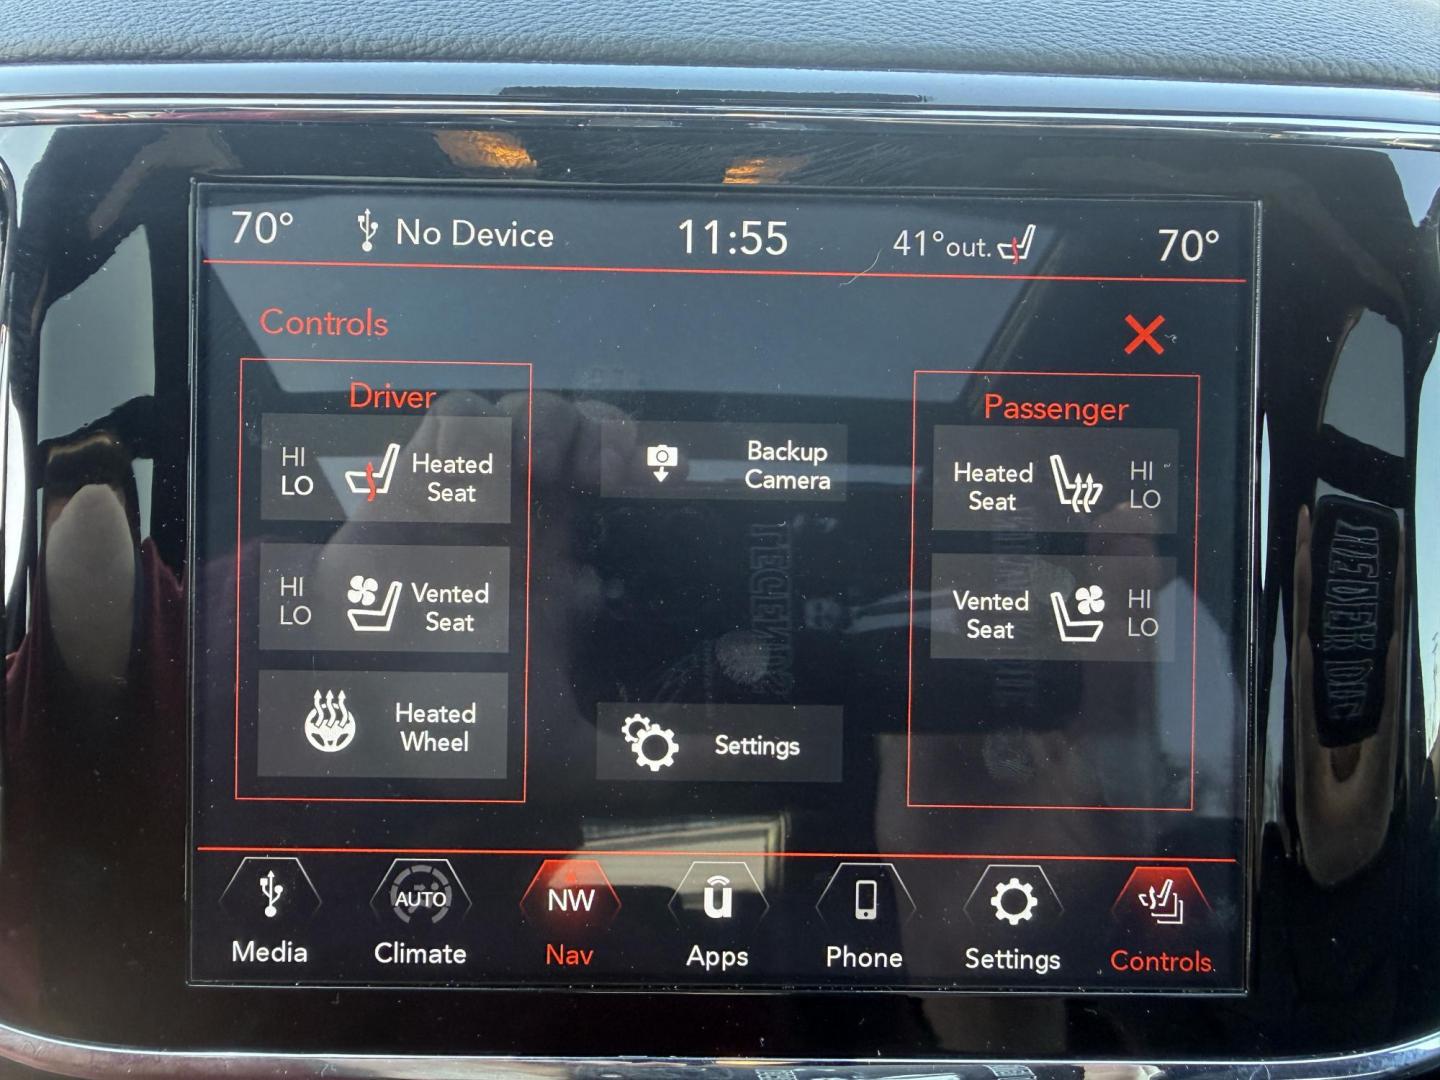 70° No Device 11:55 41°out. 70°
Controls
Driver
HI
LO
Heated
Seat
HI
LO
Vented
Seat
Heated
Wheel
Backup
Camera
Settings
Passenger
Heated
Seat
HI
LO
Vented
Seat
HI
LO
AUTO
NW
u
Media Climate Nav Apps Phone Settings Controls